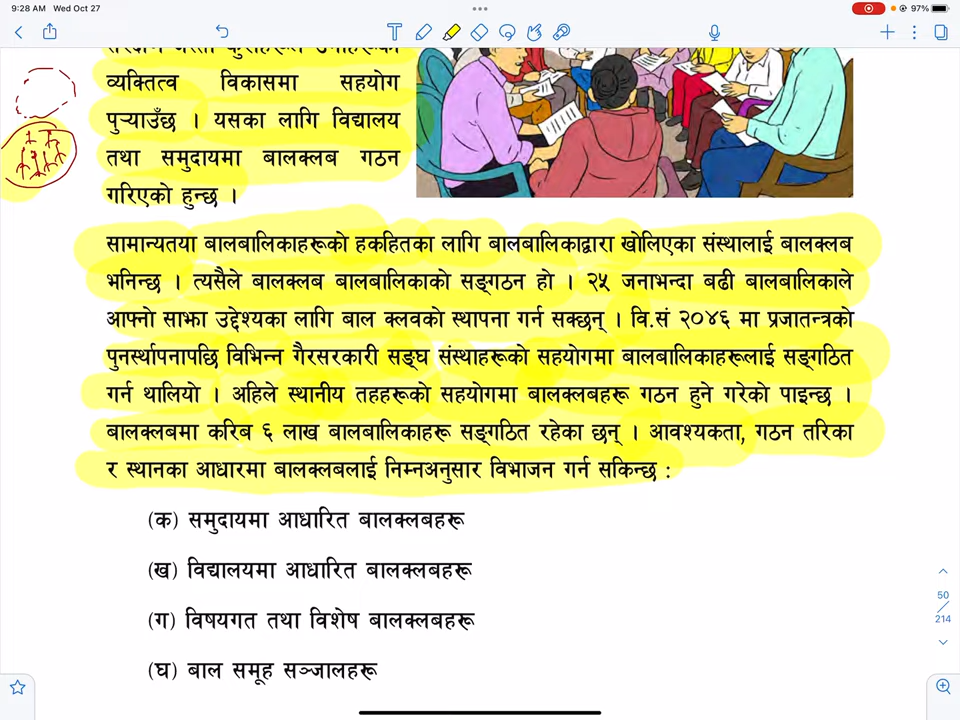 9:28 AM Wed Oct 27
97%
व्यक्तित्व विकासमा सहयोग
पुऱ्याउँछ । यसका लागि विद्यालय
तथा समुदायमा बालक्लब गठन
गरिएको हुन्छ ।
सामान्यतया बालबालिकाहरूको हकहितका लागि बालबालिकाद्वारा खोलिएका संस्थालाई बालक्लब
भनिन्छ । त्यसैले बालक्लब बालबालिकाको सङ्गठन हो । २५ जनाभन्दा बढी बालबालिकाले
आफ्नो साझा उद्देश्यका लागि बाल क्लवको स्थापना गर्न सक्छन् । वि.सं २०४६ मा प्रजातन्त्रको
पुनर्स्थापनापछि विभिन्न गैरसरकारी सङ्घ संस्थाहरूको सहयोगमा बालबालिकाहरूलाई सङ्गठित
गर्न थालियो । अहिले स्थानीय तहहरूको सहयोगमा बालक्लबहरू गठन हुने गरेको पाइन्छ ।
बालक्लबमा करिब ६ लाख बालबालिकाहरू सङ्गठित रहेका छन् । आवश्यकता, गठन तरिका
र स्थानका आधारमा बालक्लबलाई निम्नअनुसार विभाजन गर्न सकिन्छ :
(क) समुदायमा आधारित बालक्लबहरू
(ख) विद्यालयमा आधारित बालक्लबहरू
(ग) विषयगत तथा विशेष बालक्लबहरू
(घ) बाल समूह सञ्जालहरू
50
214